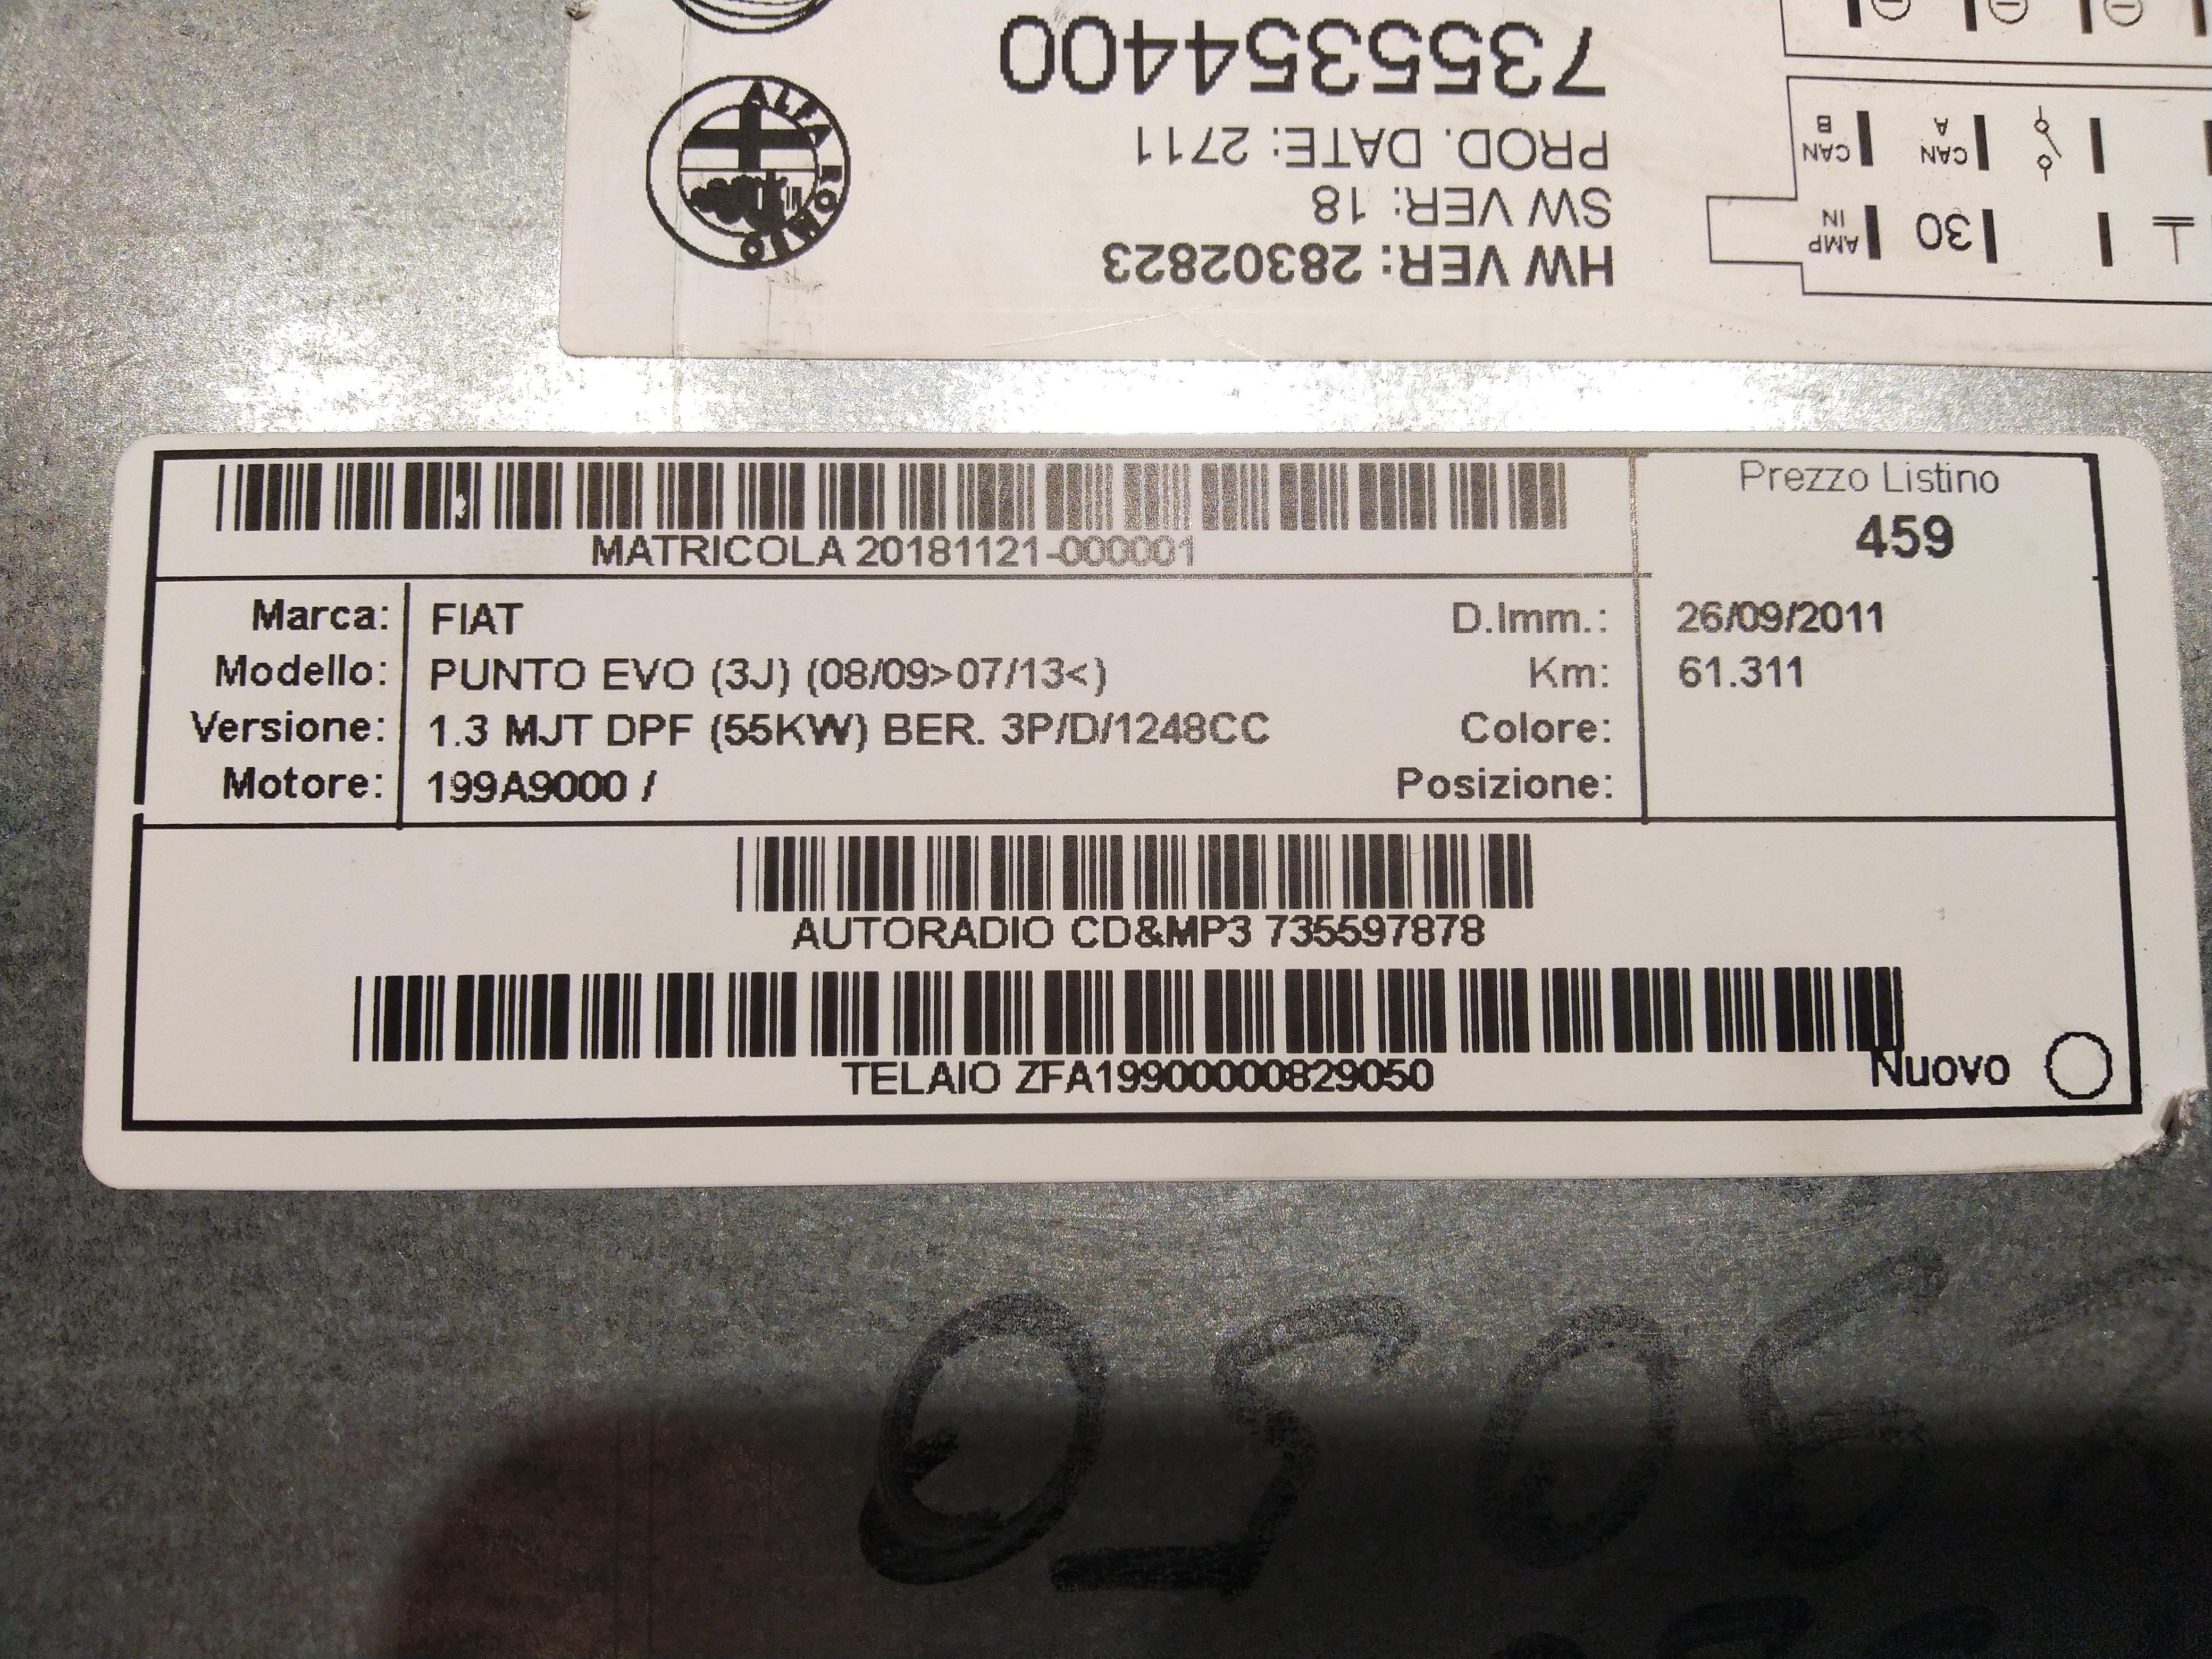 7355354400
PROD. DATE: 2711
SW VER: 18
HW VER: 28302823
ALFA ROMEO
CAN
B
CAN
A
AMP
IN
30
Prezzo Listino
459
MATRICOLA 20181121-000001
Marca: FIAT D.Imm.: 26/09/2011
Modello: PUNTO EVO (3J) (08/09>07/13<) Km: 61.311
Versione: 1.3 MJT DPF (55KW) BER. 3P/D/1248CC Colore:
Motore: 199A9000 / Posizione:
AUTORADIO CD&MP3 735597878
TELAIO ZFA19900000829050
Nuovo